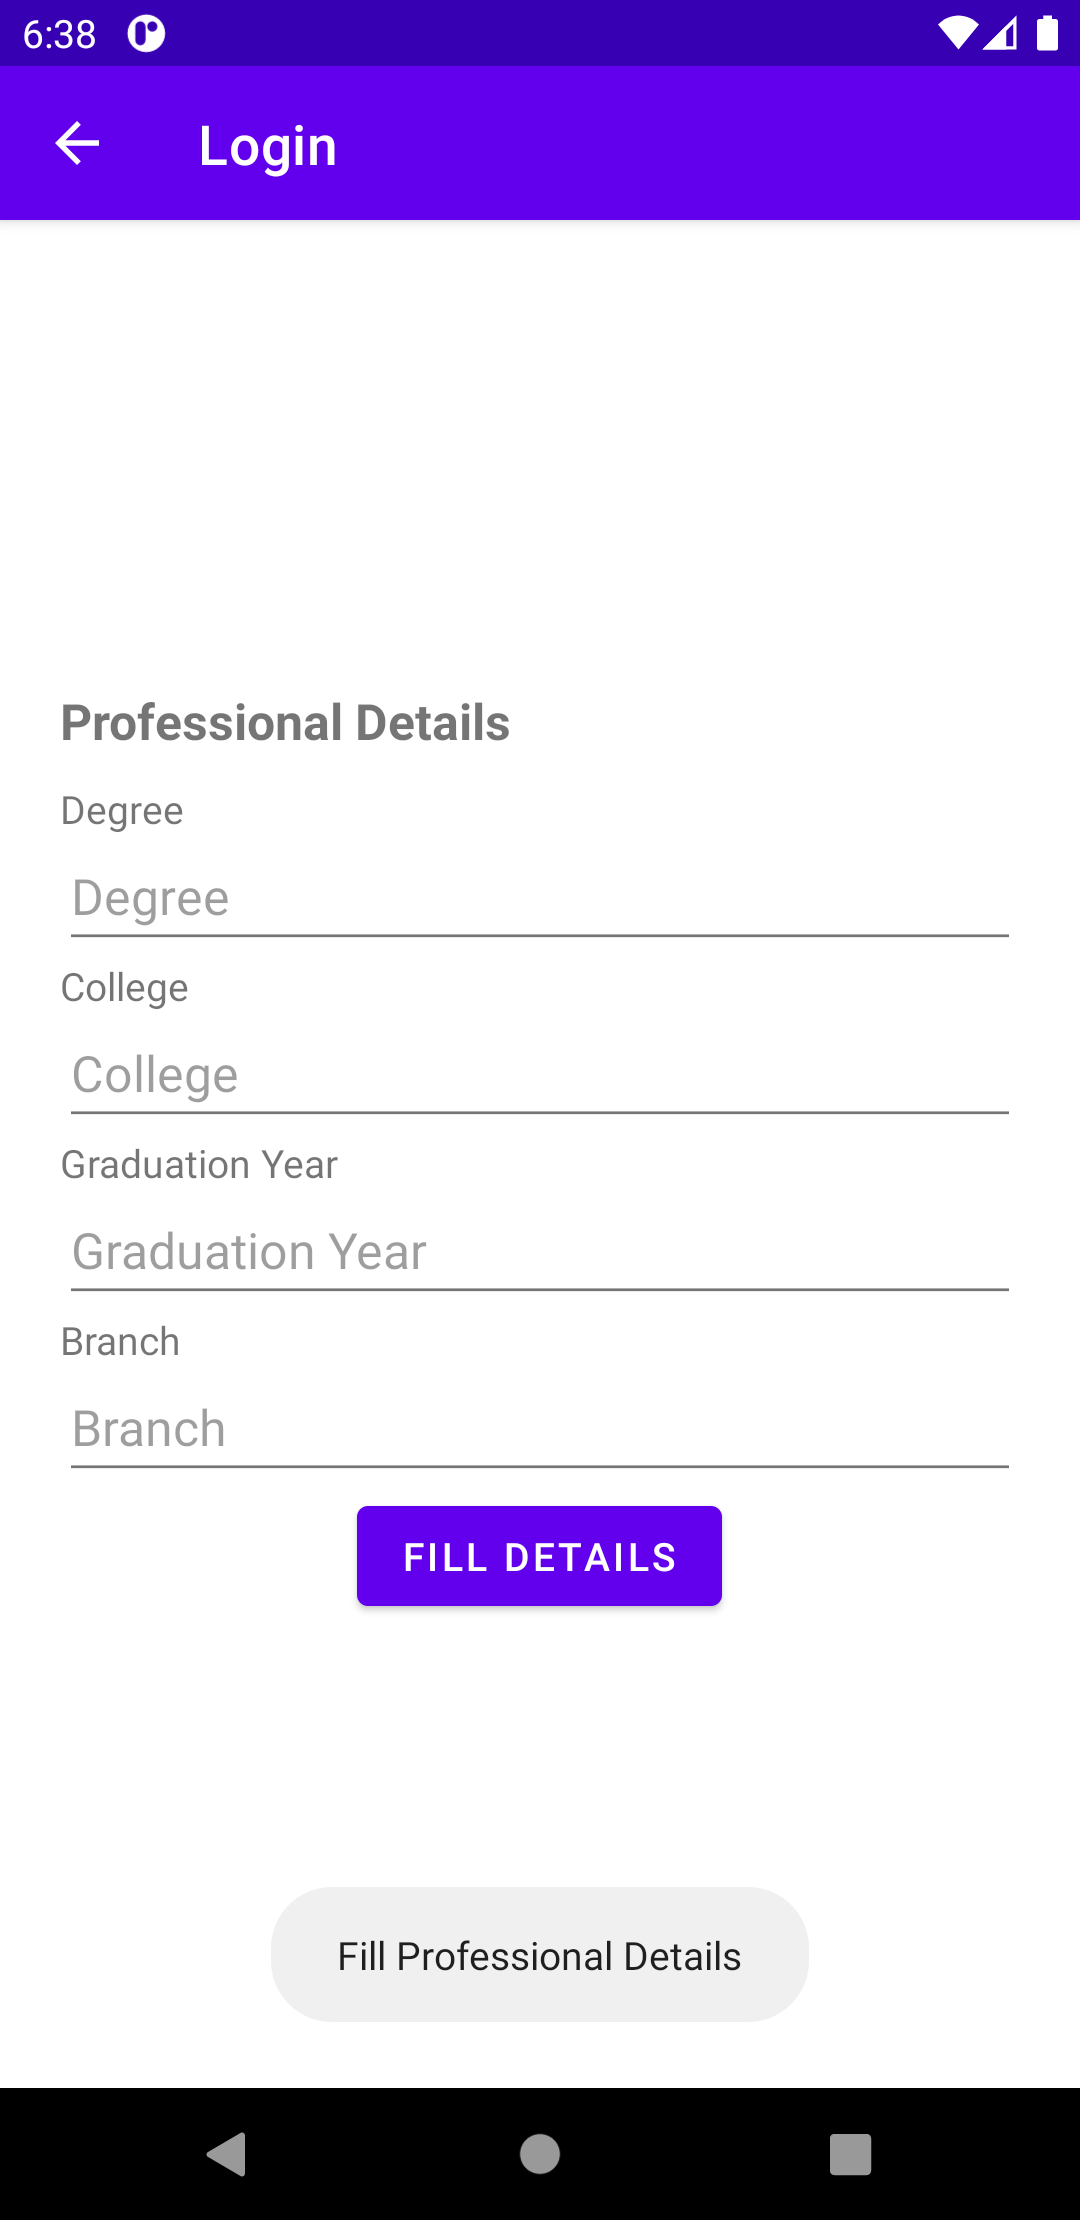 6:38
Login
Professional Details
Degree
Degree
College
College
Graduation Year
Graduation Year
Branch
Branch
FILL DETAILS
Fill Professional Details